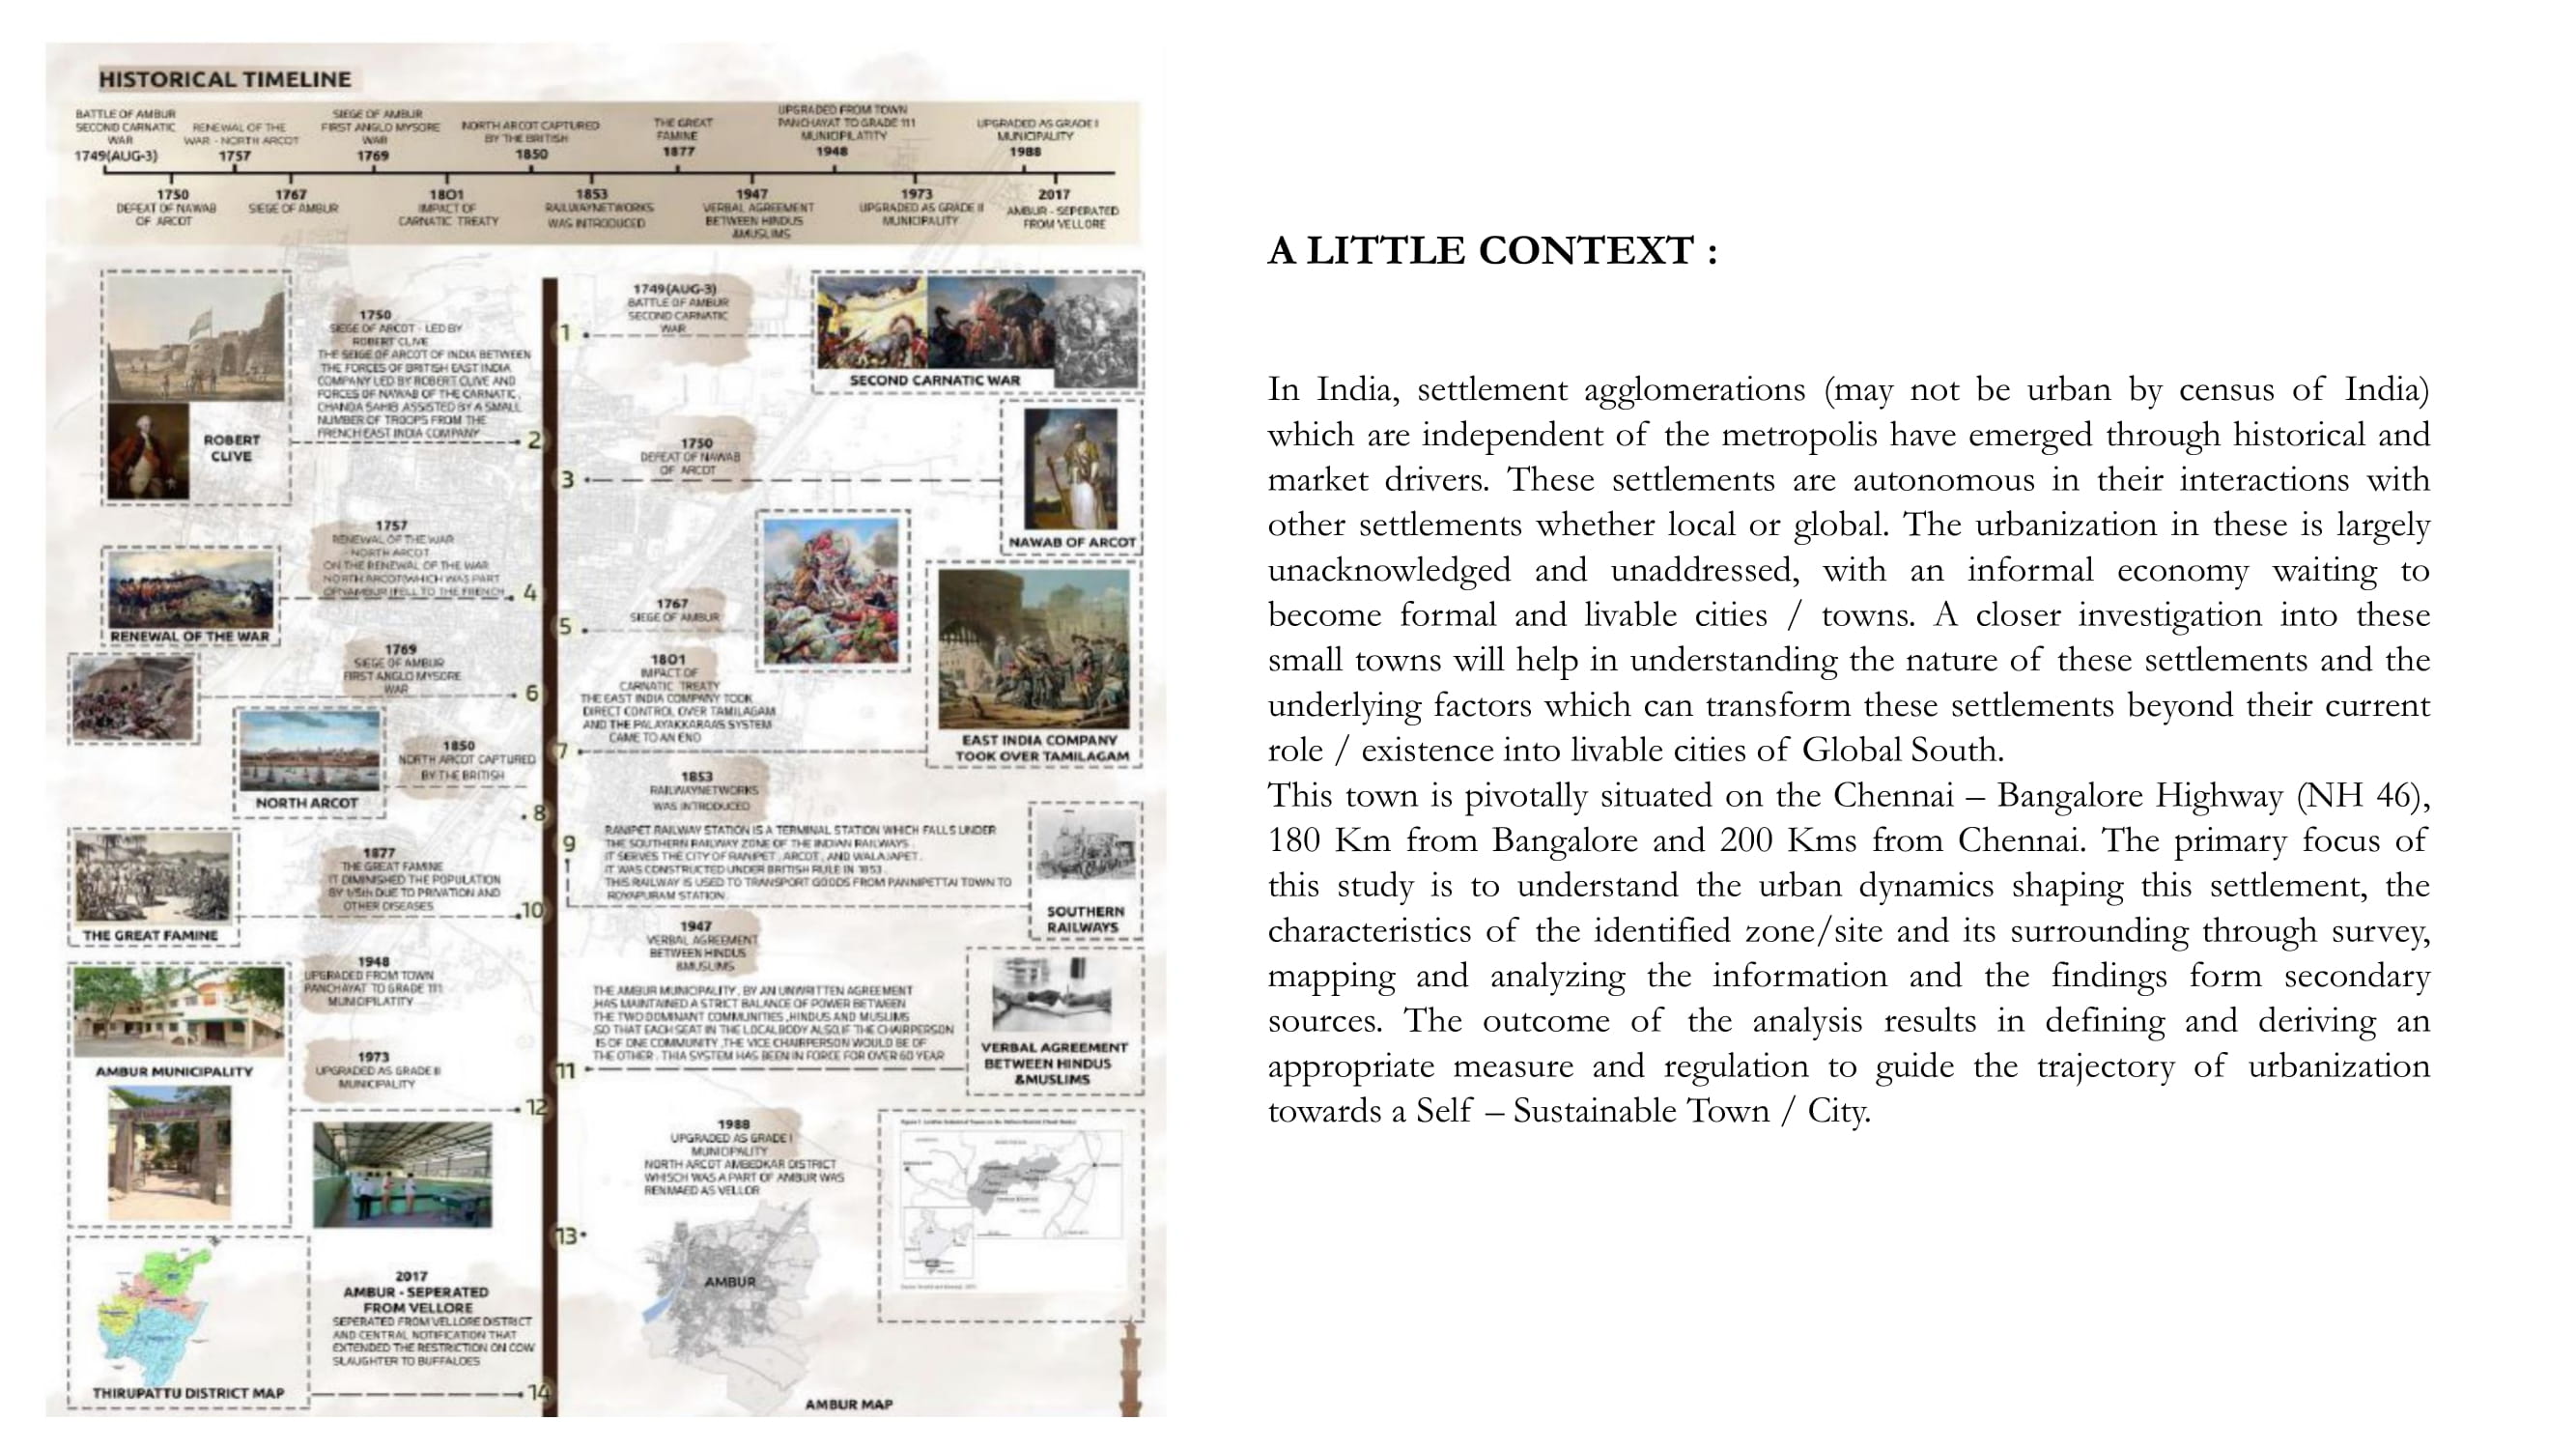 HISTORICAL TIMELINE
BATTLE OF AMBUR
SECOND CARNATIC
WAR
1749(AUG-3)
RENEWAL OF THE
WAR - NORTH ARCOT
1757
SIEGE OF AMBUR
FIRST ANGLO MYSORE
WAR
1769
NORTH ARCOT CAPTURED
BY THE BRITISH
1850
THE GREAT
FAMINE
1877
UPGRADED FROM TOWN
PANCHAYAT TO GRADE 111
MUNICIPILATITY
1948
UPGRADED AS GRADE I
MUNICIPALITY
1988
1750
DEFEAT OF NAWAB
OF ARCOT
1767
SIEGE OF AMBUR
1801
IMPACT OF
CARNATIC TREATY
1853
RAILWAYNETWORKS
WAS INTRODUCED
1947
VERBAL AGREEMENT
BETWEEN HINDUS
&MUSLIMS
1973
UPGRADED AS GRADE II
MUNICIPALITY
2017
AMBUR - SEPERATED
FROM VELLORE
1
1749(AUG-3)
BATTLE OF AMBUR
SECOND CARNATIC
WAR
SECOND CARNATIC WAR
1750
SIEGE OF ARCOT - LED BY
ROBERT CLIVE
THE SEIGE OF ARCOT OF INDIA BETWEEN
THE FORCES OF BRITISH EAST INDIA
COMPANY LED BY ROBERT CLIVE AND
FORCES OF NAWAB OF THE CARNATIC,
CHANDA SAHIB ASSISTED BY A SMALL
NUMBER OF TROOPS FROM THE
FRENCH EAST INDIA COMPANY
ROBERT
CLIVE
2
1750
DEFEAT OF NAWAB
OF ARCOT
3
NAWAB OF ARCOT
1757
RENEWAL OF THE WAR
- NORTH ARCOT
ON THE RENEWAL OF THE WAR
NORTH ARCOT(WHICH WAS PART
OF AMBUR )FELL TO THE FRENCH
4
RENEWAL OF THE WAR
1767
SIEGE OF AMBUR
5
1769
SIEGE OF AMBUR
FIRST ANGLO MYSORE
WAR
6
1801
IMPACT OF
CARNATIC TREATY
THE EAST INDIA COMPANY TOOK
DIRECT CONTROL OVER TAMILAGAM
AND THE PALAYAKKARAAS SYSTEM
CAME TO AN END
7
EAST INDIA COMPANY
TOOK OVER TAMILAGAM
1850
NORTH ARCOT CAPTURED
BY THE BRITISH
8
NORTH ARCOT
1853
RAILWAYNETWORKS
WAS INTRODUCED
9
RANIPET RAILWAY STATION IS A TERMINAL STATION WHICH FALLS UNDER
THE SOUTHERN RAILWAY ZONE OF THE INDIAN RAILWAYS.
IT SERVES THE CITY OF RANIPET, ARCOT, AND WALAJAPET.
IT WAS CONSTRUCTED UNDER BRITISH RULE IN 1853.
THIS RAILWAY IS USED TO TRANSPORT GOODS FROM PANNIPETTAI TOWN TO
ROYAPURAM STATION.
SOUTHERN
RAILWAYS
1877
THE GREAT FAMINE
IT DIMINISHED THE POPULATION
BY 1/5th DUE TO PRIVATION AND
OTHER DISEASES
10
THE GREAT FAMINE
1947
VERBAL AGREEMENT
BETWEEN HINDUS
&MUSLIMS
THE AMBUR MUNICIPALITY, BY AN UNWRITTEN AGREEMENT
HAS MAINTAINED A STRICT BALANCE OF POWER BETWEEN
THE TWO DOMINANT COMMUNITIES ,HINDUS AND MUSLIMS
SO THAT EACH SEAT IN THE LOCALBODY ALSO,IF THE CHAIRPERSON
IS OF ONE COMMUNITY ,THE VICE CHAIRPERSON WOULD BE OF
THE OTHER . THIA SYSTEM HAS BEEN IN FORCE FOR OVER 60 YEAR
11
VERBAL AGREEMENT
BETWEEN HINDUS
&MUSLIMS
1948
UPGRADED FROM TOWN
PANCHAYAT TO GRADE 111
MUNICIPILATITY
AMBUR MUNICIPALITY
1973
UPGRADED AS GRADE II
MUNICIPALITY
12
1988
UPGRADED AS GRADE I
MUNICIPALITY
NORTH ARCOT AMBEDKAR DISTRICT
WHISCH WAS A PART OF AMBUR WAS
RENMAED AS VELLOR
13
AMBUR
AMBUR MAP
2017
AMBUR - SEPERATED
FROM VELLORE
SEPERATED FROM VELLORE DISTRICT
AND CENTRAL NOTIFICATION THAT
EXTENDED THE RESTRICTION ON COW
SLAUGHTER TO BUFFALOES
14
THIRUPATTU DISTRICT MAP
A LITTLE CONTEXT :
In India, settlement agglomerations (may not be urban by census of India)
which are independent of the metropolis have emerged through historical and
market drivers. These settlements are autonomous in their interactions with
other settlements whether local or global. The urbanization in these is largely
unacknowledged and unaddressed, with an informal economy waiting to
become formal and livable cities / towns. A closer investigation into these
small towns will help in understanding the nature of these settlements and the
underlying factors which can transform these settlements beyond their current
role / existence into livable cities of Global South.
This town is pivotally situated on the Chennai – Bangalore Highway (NH 46),
180 Km from Bangalore and 200 Kms from Chennai. The primary focus of
this study is to understand the urban dynamics shaping this settlement, the
characteristics of the identified zone/site and its surrounding through survey,
mapping and analyzing the information and the findings form secondary
sources. The outcome of the analysis results in defining and deriving an
appropriate measure and regulation to guide the trajectory of urbanization
towards a Self – Sustainable Town / City.